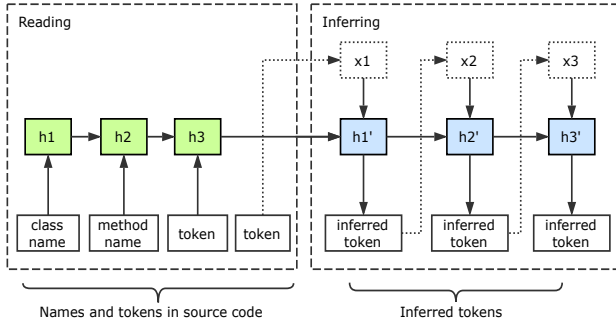 Reading
Inferring
x1
x2
x3
h1
h2
h3
h1'
h2'
h3'
class
name
method
name
token
token
inferred
token
inferred
token
inferred
token
Names and tokens in source code
Inferred tokens